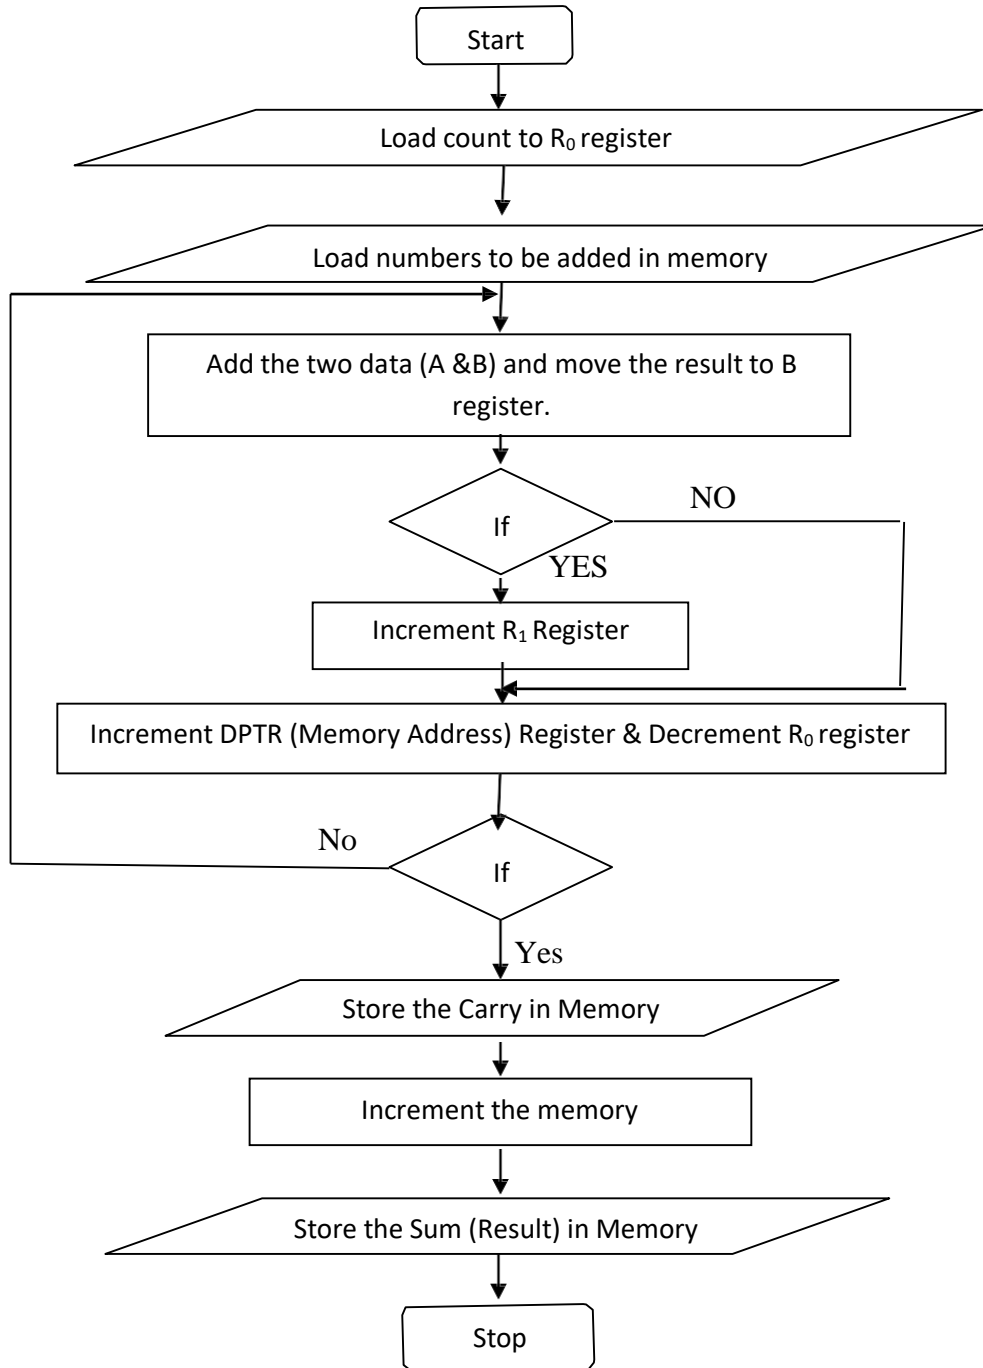 Start
Load count to R₀ register
Load numbers to be added in memory
Add the two data (A &B) and move the result to B
register.
If
NO
YES
Increment R₁ Register
Increment DPTR (Memory Address) Register & Decrement R₀ register
No
If
Yes
Store the Carry in Memory
Increment the memory
Store the Sum (Result) in Memory
Stop